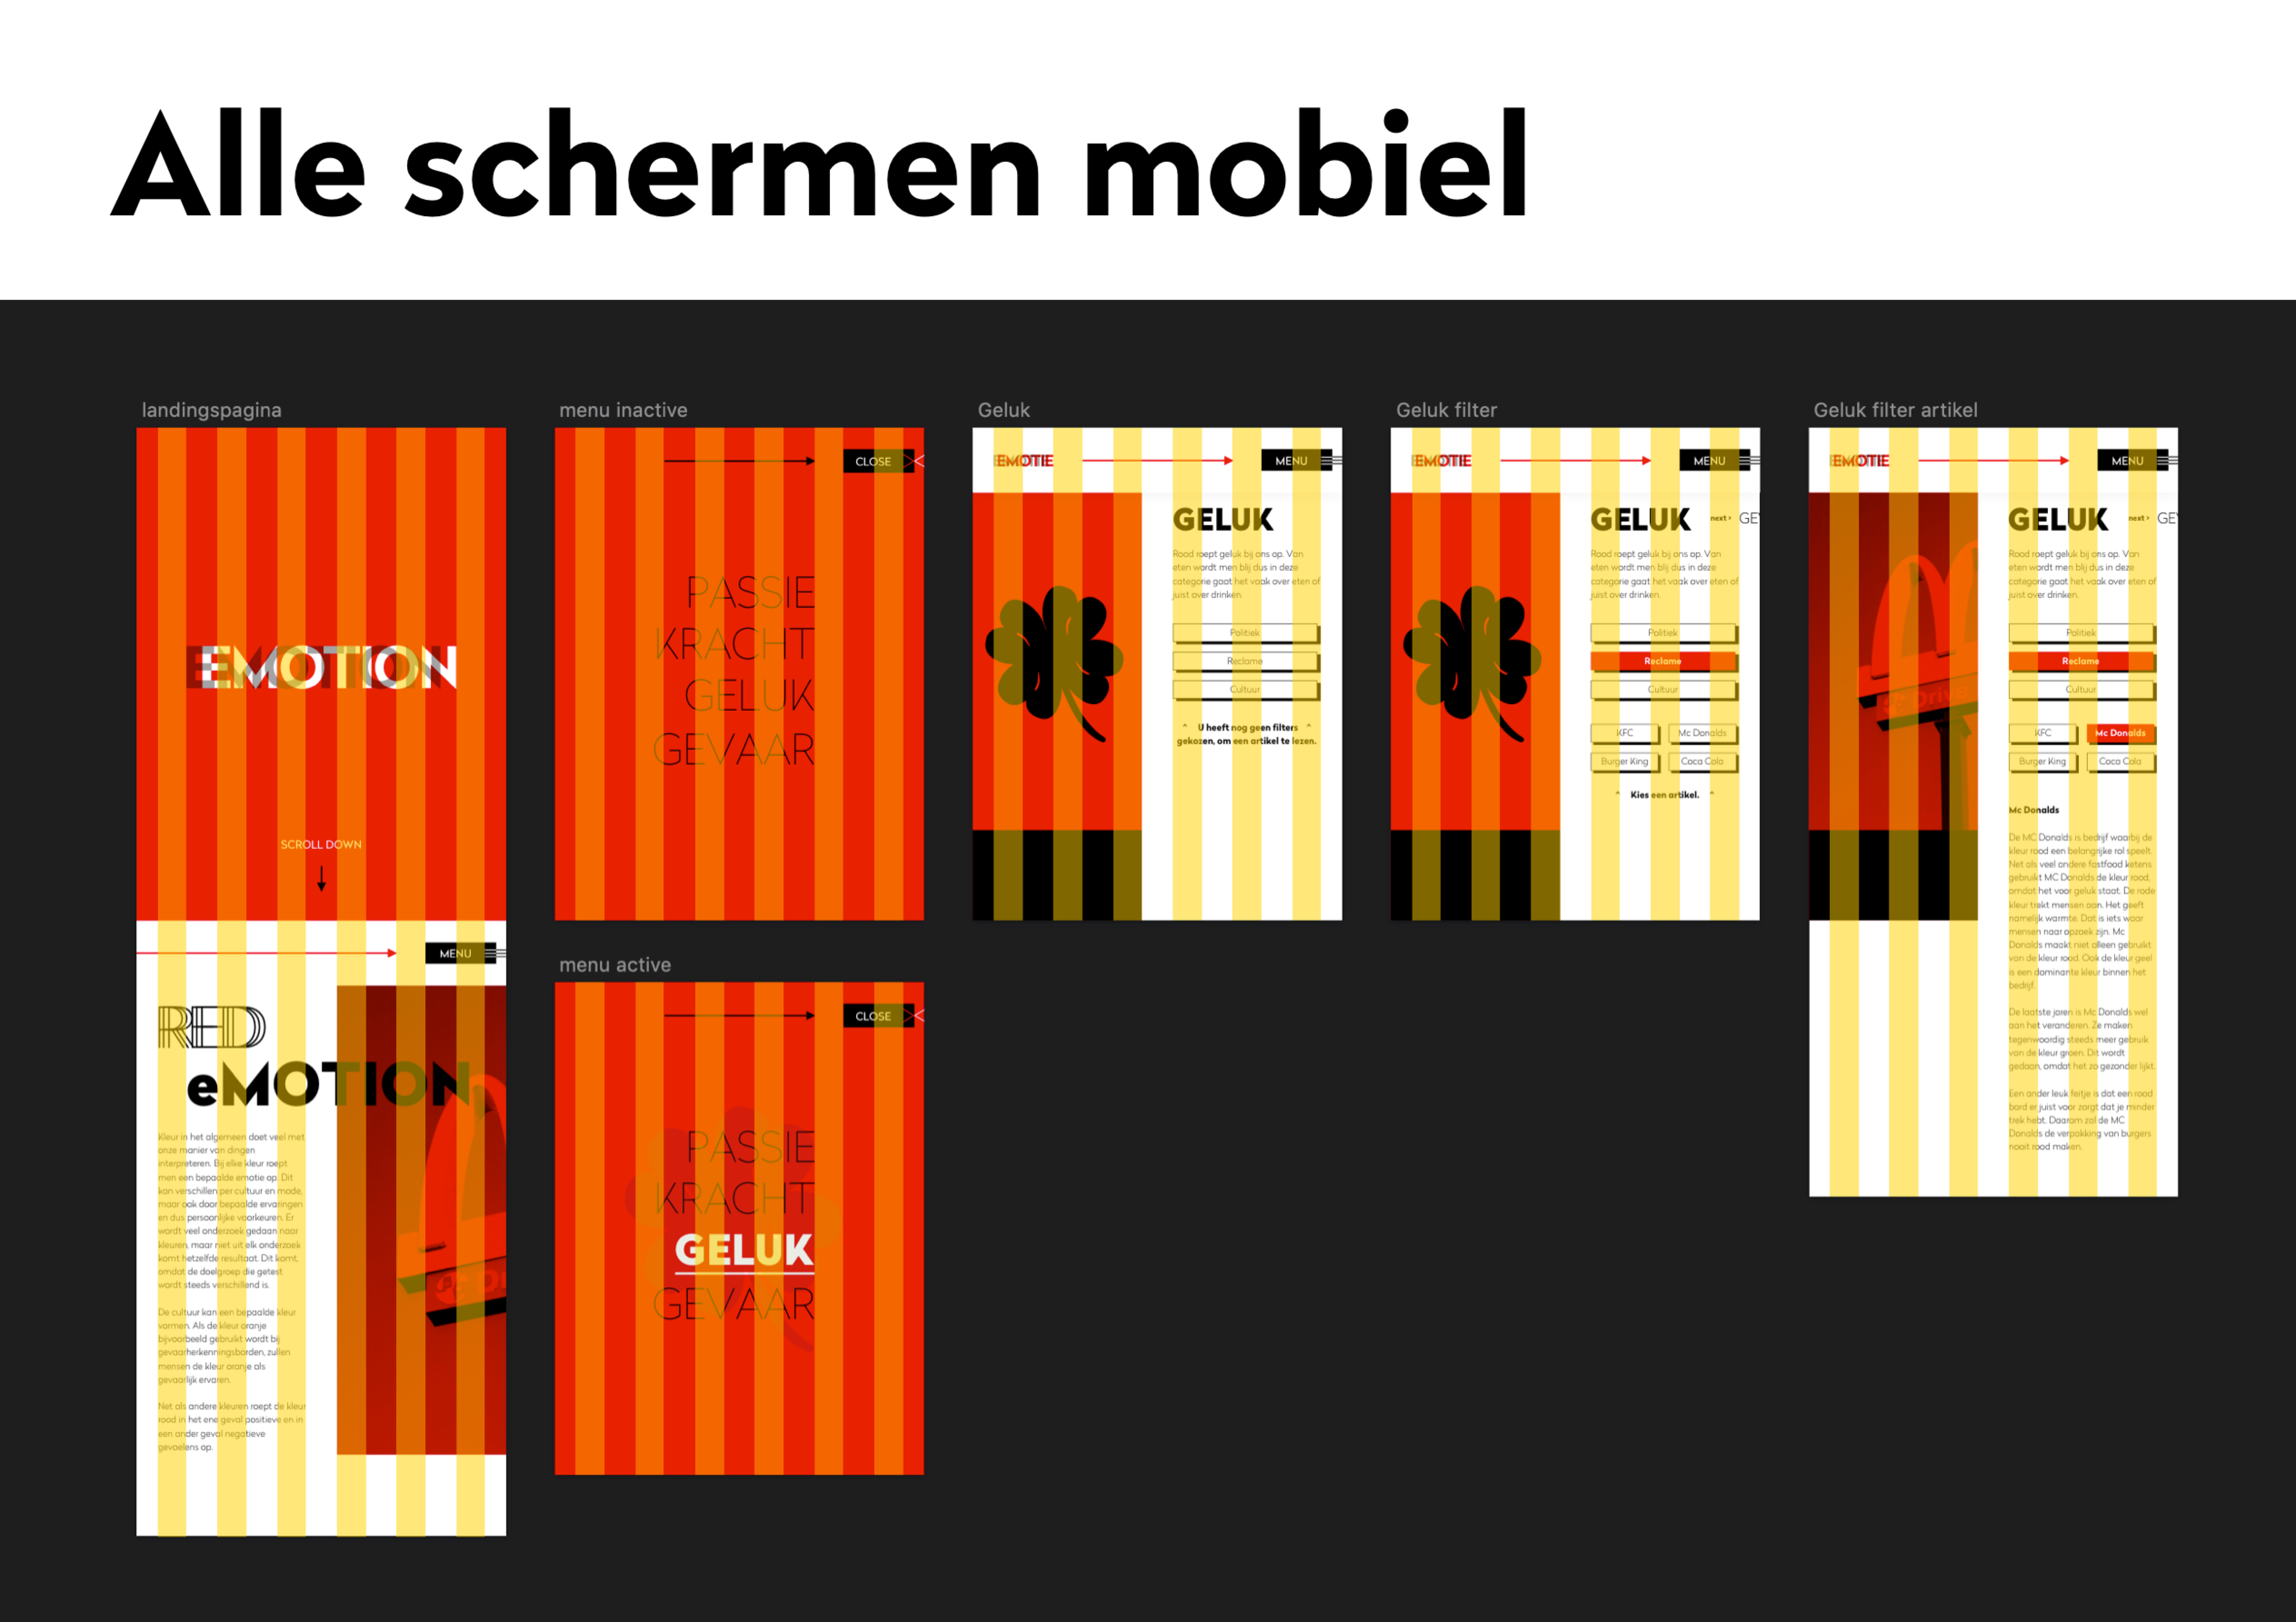 Alle schermen mobiel
landingspagina
EMOTION
SCROLL DOWN
MENU
RED
eMOTION
Kleur in het algemeen doet veel met
onze manier van dingen
interpreteren. Bij elke kleur roept
men een bepaalde emotie op. Dit
kan verschillen per cultuur en mode,
maar ook door bepaalde ervaringen
en dus persoonlijke voorkeuren. Er
wordt veel onderzoek gedaan naar
kleuren, maar niet uit elk onderzoek
komt hetzelfde resultaat. Dit komt,
omdat de doelgroep die getest
wordt steeds verschillend is.
De cultuur kan een bepaalde kleur
vormen. Als de kleur oranje
bijvoorbeeld gebruikt wordt bij
gevaarherkenningsborden, zullen
mensen de kleur oranje als
gevaarlijk ervaren.
Net als andere kleuren roept de kleur
rood in het ene geval positieve en in
een ander geval negatieve
gevoelens op.
menu inactive
CLOSE
PASSIE
KRACHT
GELUK
GEVAAR
menu active
CLOSE
PASSIE
KRACHT
GELUK
GEVAAR
Geluk
EMOTIE
MENU
GELUK
Rood roept geluk bij ons op. Van
eten wordt men blij dus in deze
categorie gaat het vaak over eten of
juist over drinken.
Politiek
Reclame
Cultuur
U heeft nog geen filters
gekozen, om een artikel te lezen.
Geluk filter
EMOTIE
MENU
GELUK next > GEV
Rood roept geluk bij ons op. Van
eten wordt men blij dus in deze
categorie gaat het vaak over eten of
juist over drinken.
Politiek
Reclame
Cultuur
KFC Mc Donalds
Burger King Coca Cola
Kies een artikel.
Geluk filter artikel
EMOTIE
MENU
GELUK next > GEV
Rood roept geluk bij ons op. Van
eten wordt men blij dus in deze
categorie gaat het vaak over eten of
juist over drinken.
Politiek
Reclame
Cultuur
KFC Mc Donalds
Burger King Coca Cola
Mc Donalds
De MC Donalds is bedrijf waarbij de
kleur rood een belangrijke rol speelt.
Net als veel andere fastfood ketens
gebruikt MC Donalds de kleur rood,
omdat het voor geluk staat. De rode
kleur trekt mensen aan. Het geeft
namelijk warmte. Dat is iets waar
mensen naar opzoek zijn. Mc
Donalds maakt niet alleen gebruikt
van de kleur rood. Ook de kleur geel
is een dominante kleur binnen het
bedrijf.
De laatste jaren is Mc Donalds wel
aan het veranderen. Ze maken
tegenwoordig steeds meer gebruik
van de kleur groen. Dit wordt
gedaan, omdat het zo gezonder lijkt.
Een ander leuk feitje is dat een rood
bord er juist voor zorgt dat je minder
trek hebt. Daarom zal de MC
Donalds de verpakking van burgers
nooit rood maken.